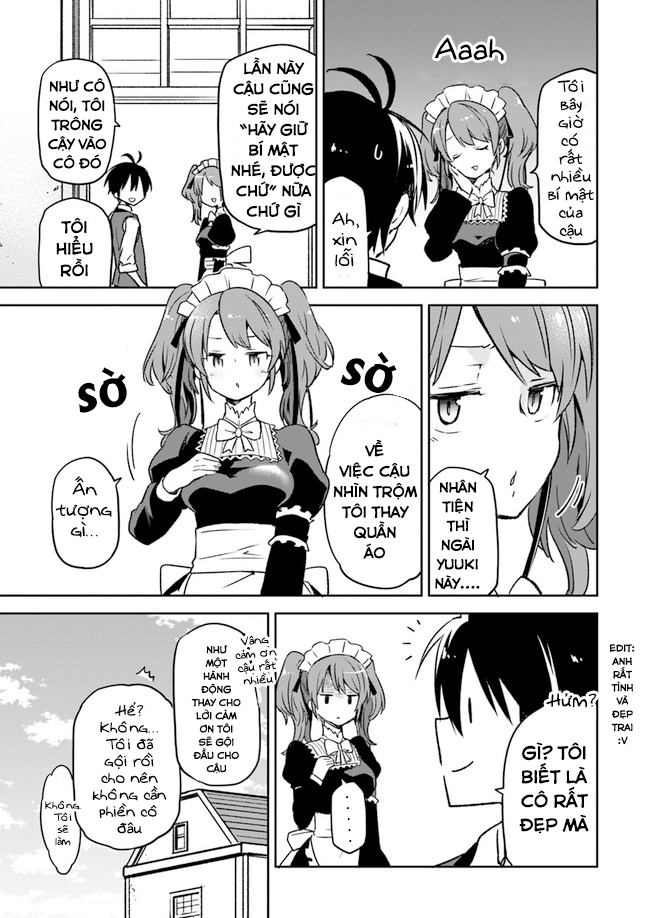 Aaah
Tôi
bây
giờ
có
rất
nhiều
bí mật
của
cậu
Ah,
xin
lỗi
LẦN NÀY
CẬU CŨNG
SẼ NÓI
“HÃY GIỮ
BÍ MẬT
NHÉ, ĐƯỢC
CHỨ” NỮA
CHỨ GÌ
NHƯ CÔ
NÓI, TÔI
TRÔNG
CẬY VÀO
CÔ ĐÓ
TÔI
HIỂU
RỒI
NHÂN
TIỆN THÌ
NGÀI
YUUKI
NÀY....
SỜ
SỜ
VỀ
VIỆC CẬU
NHÌN TRỘM
TÔI THAY
QUẦN
ÁO
Ấn
tượng
gì...
Hửm?
GÌ? TÔI
BIẾT LÀ
CÔ RẤT
ĐẸP MÀ
......
EDIT:
ANH
RẤT
TỈNH
VÀ
ĐẸP
TRAI
:V
Vâng
cảm ơn
cậu rất
nhiều!
NHƯ
MỘT
HÀNH
ĐỘNG
THAY CHO
LỜI CẢM
ƠN TÔI
SẼ GỘI
ĐẦU CHO
CẬU
Hể?
Không...
Tôi đã
gội rồi
cho nên
không cần
phiền cô
đâu
Không.
Tôi
sẽ
làm